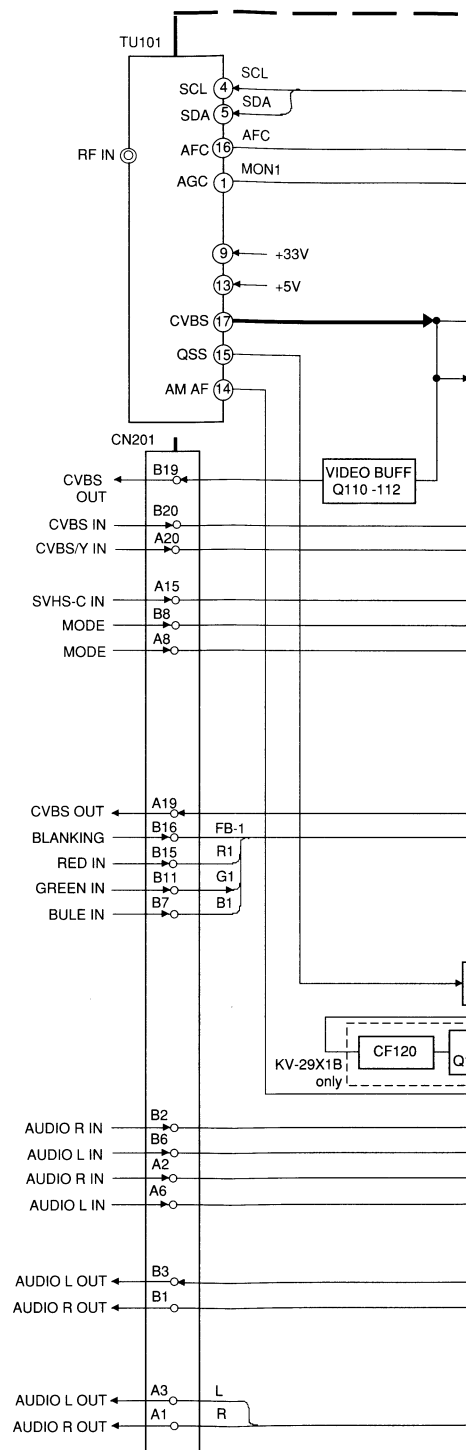 TU101
SCL 4 SCL
SDA 5 SDA
RF IN
AFC 16 AFC
AGC 1 MON1
9 +33V
13 +5V
CVBS 17
QSS 15
AM AF 14
CN201
CVBS OUT B19
VIDEO BUFF
Q110 -112
CVBS IN B20
CVBS/Y IN A20
SVHS-C IN A15
MODE B8
MODE A8
CVBS OUT A19
BLANKING B16 FB-1
RED IN B15 R1
GREEN IN B11 G1
BULE IN B7 B1
CF120
KV-29X1B
only
AUDIO R IN B2
AUDIO L IN B6
AUDIO R IN A2
AUDIO L IN A6
AUDIO L OUT B3
AUDIO R OUT B1
AUDIO L OUT A3 L
AUDIO R OUT A1 R